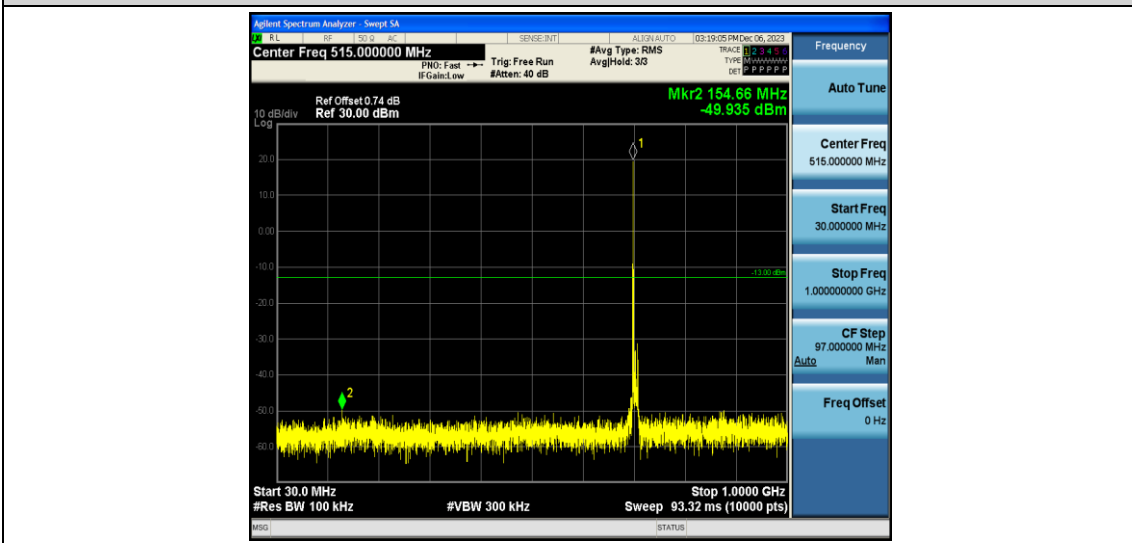 Agilent Spectrum Analyzer - Swept SA
RL RF 50 Ω AC SENSE:INT ALIGN AUTO 03:19:05 PM Dec 06, 2023
Center Freq 515.000000 MHz
PNO: Fast
IFGain:Low
Trig: Free Run
#Atten: 40 dB
#Avg Type: RMS
Avg|Hold: 3/3
TRACE 1 2 3 4 5 6
TYPE M
DET P P P P P P
Frequency
Mkr2 154.66 MHz
-49.935 dBm
Ref Offset 0.74 dB
10 dB/div Ref 30.00 dBm
Log
1
20.0
10.0
0.00
-10.0
-13.00 dBm
-20.0
-30.0
-40.0
2
-50.0
-60.0
Start 30.0 MHz Stop 1.0000 GHz
#Res BW 100 kHz #VBW 300 kHz Sweep 93.32 ms (10000 pts)
MSG STATUS
Auto Tune
Center Freq
515.000000 MHz
Start Freq
30.000000 MHz
Stop Freq
1.000000000 GHz
CF Step
97.000000 MHz
Auto Man
Freq Offset
0 Hz